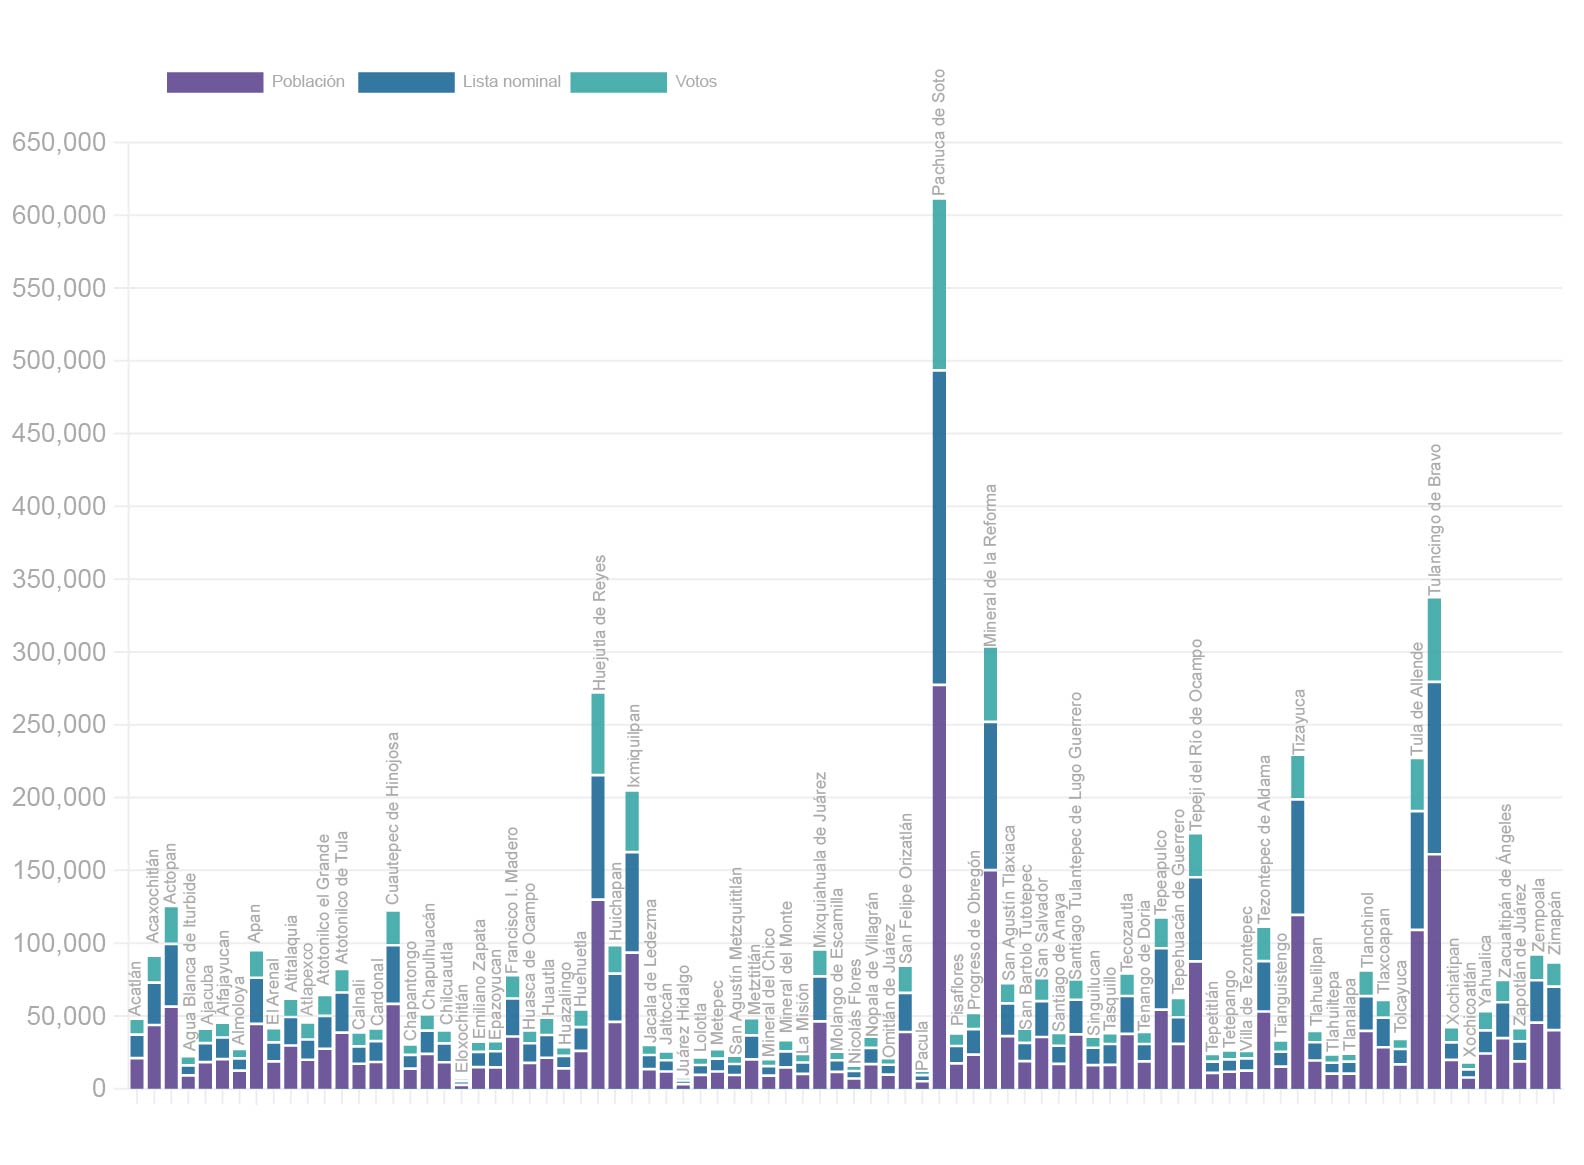 Población
Lista nominal
Votos
650,000
600,000
550,000
500,000
450,000
400,000
350,000
300,000
250,000
200,000
150,000
100,000
50,000
0
Acatlán
Acaxochitlán
Actopan
Agua Blanca de Iturbide
Ajacuba
Alfajayucan
Almoloya
Apan
El Arenal
Atitalaquia
Atlapexco
Atotonilco el Grande
Atotonilco de Tula
Calnali
Cardonal
Cuautepec de Hinojosa
Chapantongo
Chapulhuacán
Chilcuautla
Eloxochitlán
Emiliano Zapata
Epazoyucan
Francisco I. Madero
Huasca de Ocampo
Huautla
Huazalingo
Huehuetla
Huejutla de Reyes
Huichapan
Ixmiquilpan
Jacala de Ledezma
Jaltocán
Juárez Hidalgo
Lolotla
Metepec
San Agustín Metzquititlán
Metztitlán
Mineral del Chico
Mineral del Monte
La Misión
Mixquiahuala de Juárez
Molango de Escamilla
Nicolás Flores
Nopala de Villagrán
Omitlán de Juárez
San Felipe Orizatlán
Pacula
Pachuca de Soto
Pisaflores
Progreso de Obregón
Mineral de la Reforma
San Agustín Tlaxiaca
San Bartolo Tutotepec
San Salvador
Santiago de Anaya
Santiago Tulantepec de Lugo Guerrero
Singuilucan
Tasquillo
Tecozautla
Tenango de Doria
Tepeapulco
Tepehuacán de Guerrero
Tepeji del Río de Ocampo
Tepetitlán
Tetepango
Villa de Tezontepec
Tezontepec de Aldama
Tianguistengo
Tizayuca
Tlahuelilpan
Tlahuiltepa
Tlanalapa
Tlanchinol
Tlaxcoapan
Tolcayuca
Tula de Allende
Tulancingo de Bravo
Xochiatipan
Xochicoatlán
Yahualica
Zacualtipán de Ángeles
Zapotlán de Juárez
Zempoala
Zimapán